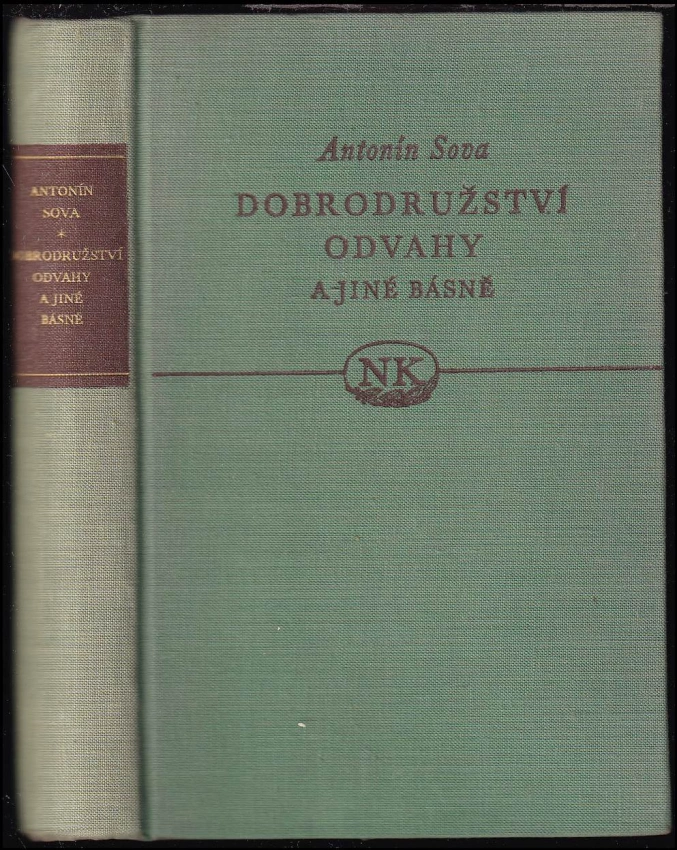 ANTONÍN
SOVA
*
DOBRODRUŽSTVÍ
ODVAHY
A JINÉ
BÁSNĚ
Antonín Sova
DOBRODRUŽSTVÍ
ODVAHY
A JINÉ BÁSNĚ
NK